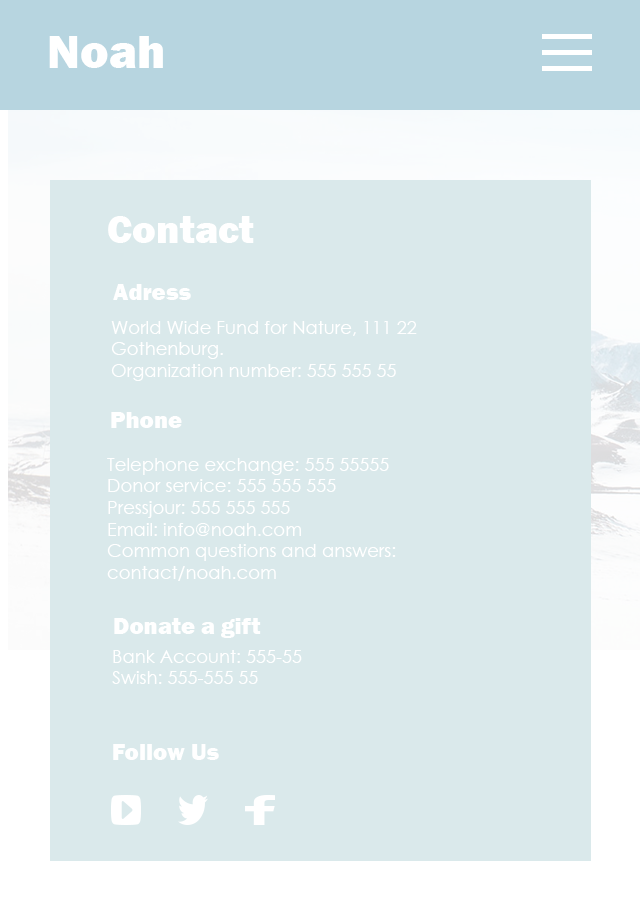 Noah
Contact
Adress
World Wide Fund for Nature, 111 22
Gothenburg.
Organization number: 555 555 55
Phone
Telephone exchange: 555 55555
Donor service: 555 555 555
Pressjour: 555 555 555
Email: info@noah.com
Common questions and answers:
contact/noah.com
Donate a gift
Bank Account: 555-55
Swish: 555-555 55
Follow Us